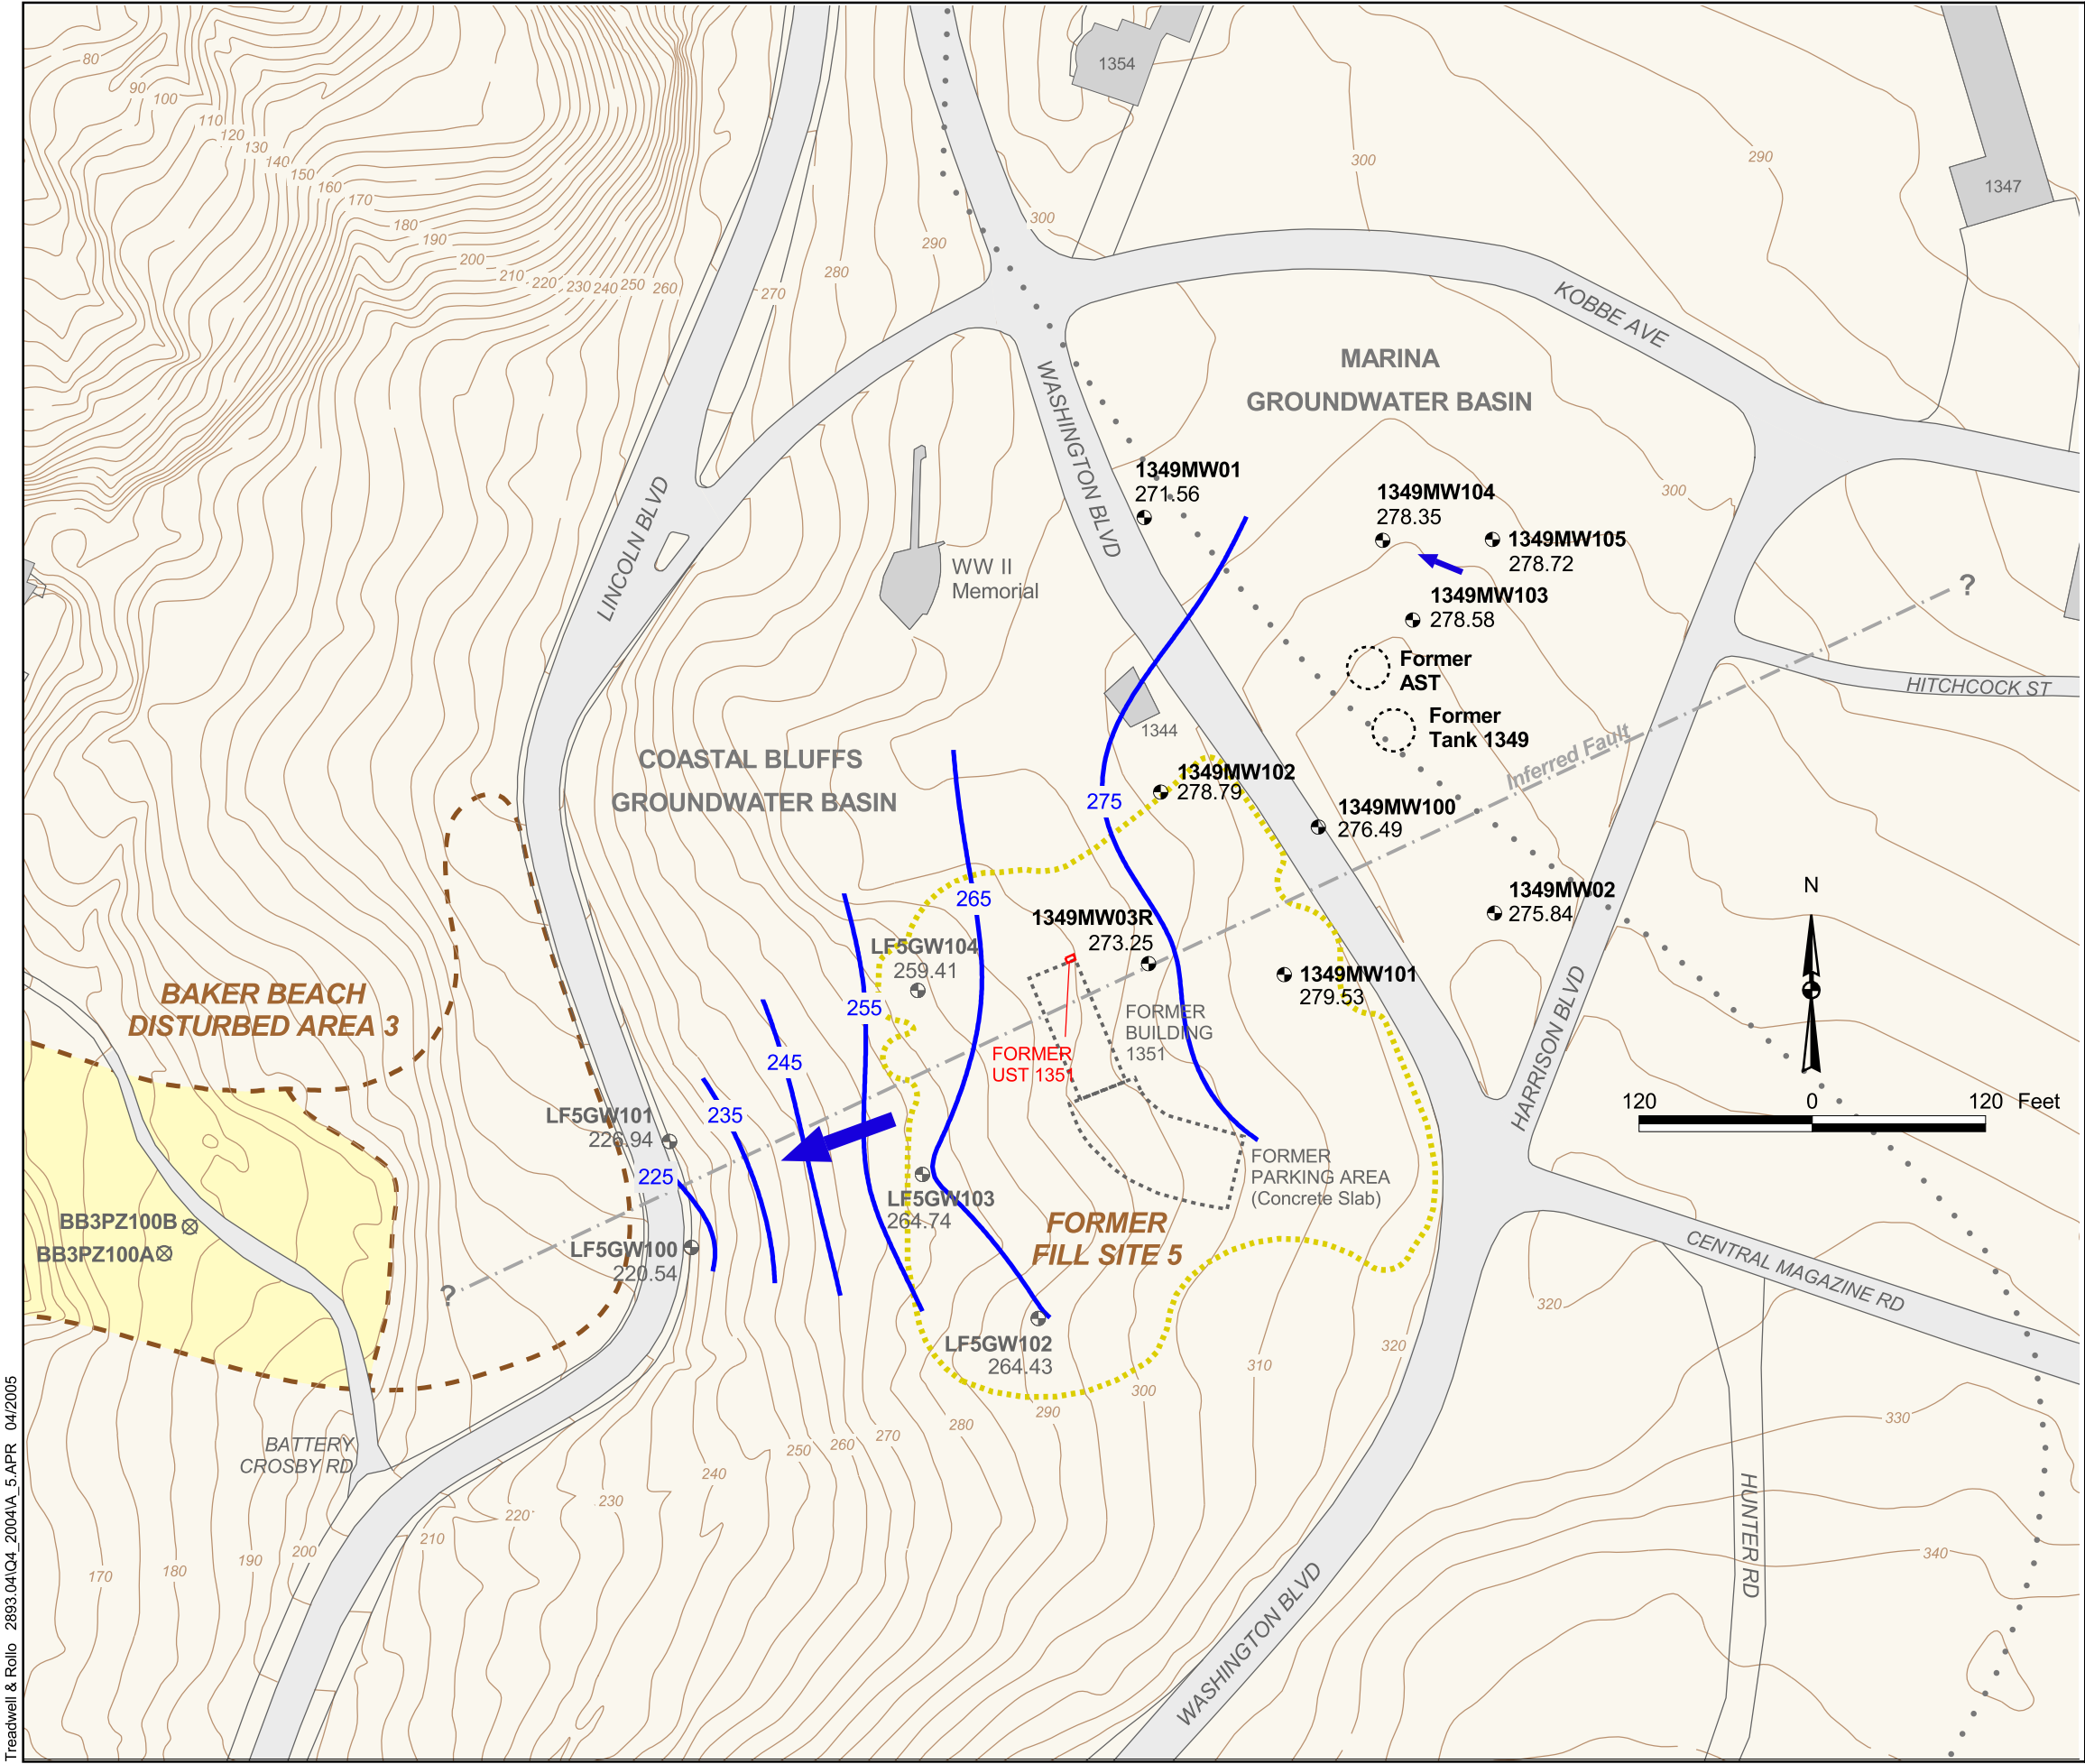 1354
1347
80
90
100
110
120
130
140
150
160
170
180
190
200
210
220
230
240
250
260
270
280
290
300
300
290
KOBBE AVE
MARINA
GROUNDWATER BASIN
WASHINGTON BLVD
LINCOLN BLVD
1349MW01
271.56
1349MW104
278.35
300
1349MW105
278.72
WW II
Memorial
1349MW103
278.58
?
Former
AST
HITCHCOCK ST
Former
Tank 1349
1344
Inferred Fault
COASTAL BLUFFS
GROUNDWATER BASIN
1349MW102
278.79
275
1349MW100
276.49
265
1349MW02
275.84
N
1349MW03R
273.25
LF5GW104
259.41
1349MW101
279.53
BAKER BEACH
DISTURBED AREA 3
255
FORMER
BUILDING
1351
HARRISON BLVD
245
FORMER
UST 1351
120 0 120 Feet
235
LF5GW101
226.94
225
FORMER
PARKING AREA
(Concrete Slab)
LF5GW103
264.74
BB3PZ100B
BB3PZ100A
FORMER
FILL SITE 5
LF5GW100
220.54
?
CENTRAL MAGAZINE RD
320
LF5GW102
264.43
320
310
300
290
280
270
260
250
240
230
220
210
200
190
180
170
330
BATTERY
CROSBY RD
HUNTER RD
340
WASHINGTON BLVD
Treadwell & Rollo 2893.04\Q4_2004\A_5.APR 04/2005